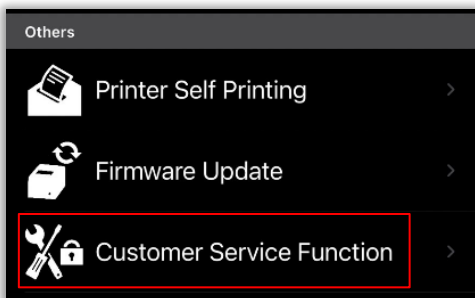 Others
Printer Self Printing
Firmware Update
Customer Service Function